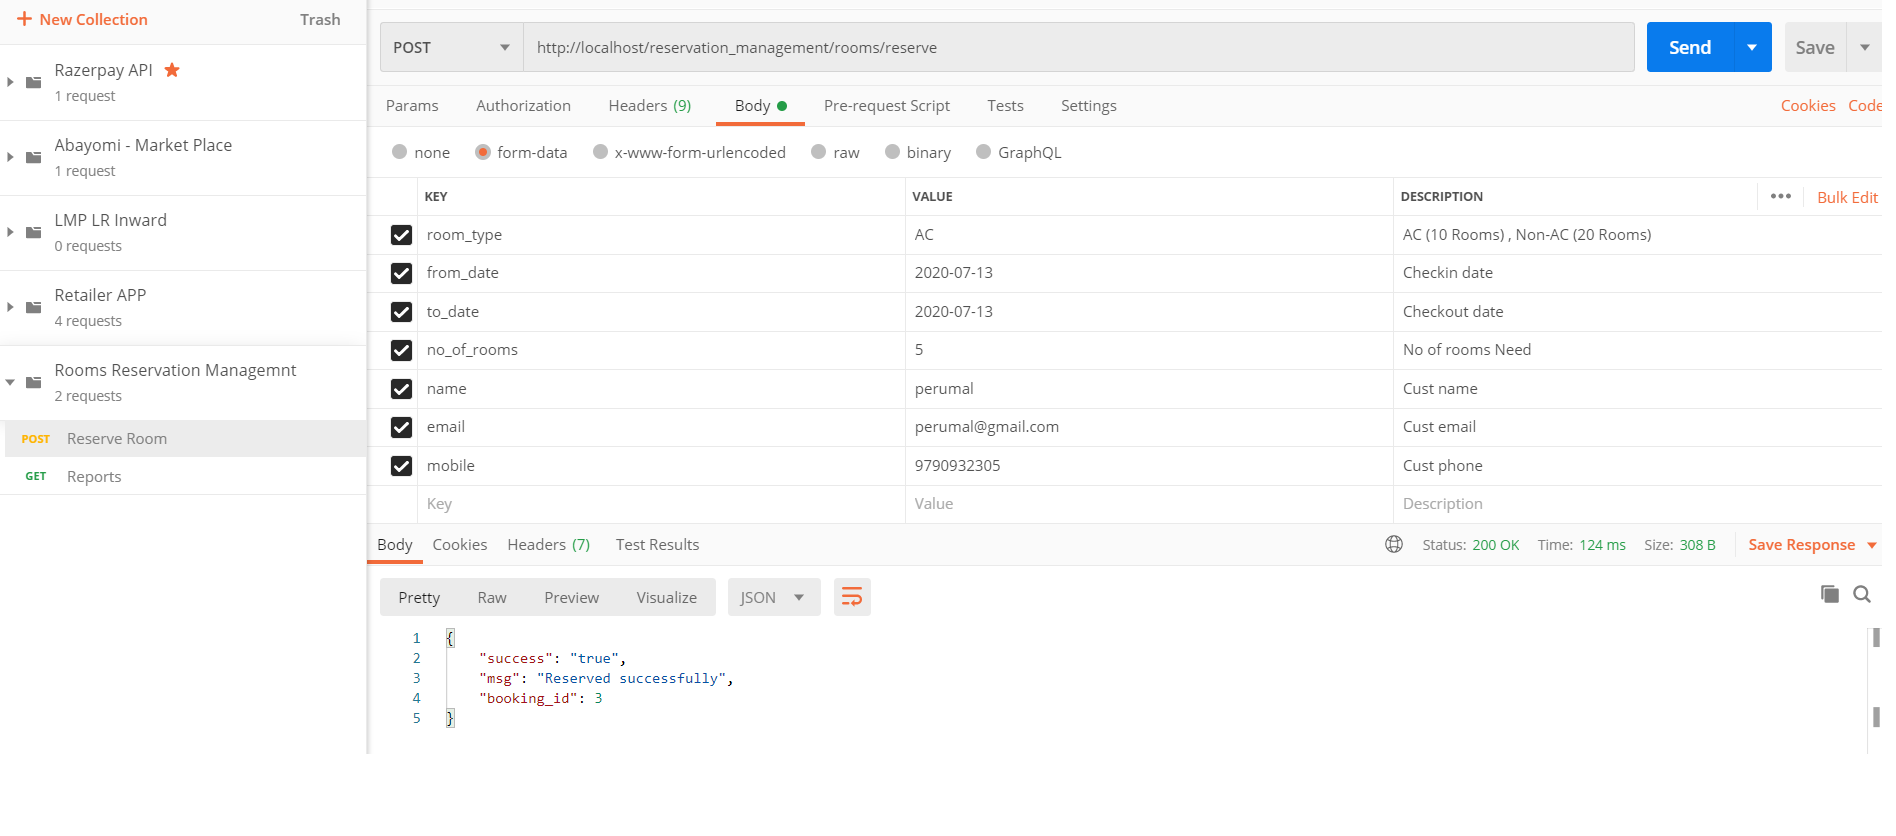 + New Collection Trash
Razerpay API
1 request
Abayomi - Market Place
1 request
LMP LR Inward
0 requests
Retailer APP
4 requests
Rooms Reservation Managemnt
2 requests
POST Reserve Room
GET Reports
POST http://localhost/reservation_management/rooms/reserve Send Save
Params Authorization Headers (9) Body Pre-request Script Tests Settings Cookies Code
none form-data x-www-form-urlencoded raw binary GraphQL
KEY VALUE DESCRIPTION ••• Bulk Edit
room_type AC AC (10 Rooms) , Non-AC (20 Rooms)
from_date 2020-07-13 Checkin date
to_date 2020-07-13 Checkout date
no_of_rooms 5 No of rooms Need
name perumal Cust name
email perumal@gmail.com Cust email
mobile 9790932305 Cust phone
Key Value Description
Body Cookies Headers (7) Test Results Status: 200 OK Time: 124 ms Size: 308 B Save Response
Pretty Raw Preview Visualize JSON
1 {
2 "success": "true",
3 "msg": "Reserved successfully",
4 "booking_id": 3
5 }